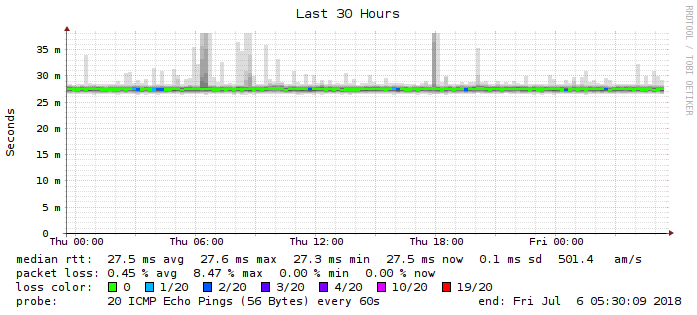 Last 30 Hours
RRDTOOL / TOBI OETIKER
Seconds
35 m
30 m
25 m
20 m
15 m
10 m
5 m
0
Thu 00:00 Thu 06:00 Thu 12:00 Thu 18:00 Fri 00:00
median rtt: 27.5 ms avg 27.6 ms max 27.3 ms min 27.5 ms now 0.1 ms sd 501.4 am/s
packet loss: 0.45 % avg 8.47 % max 0.00 % min 0.00 % now
loss color: 0 1/20 2/20 3/20 4/20 10/20 19/20
probe: 20 ICMP Echo Pings (56 Bytes) every 60s end: Fri Jul 6 05:30:09 2018